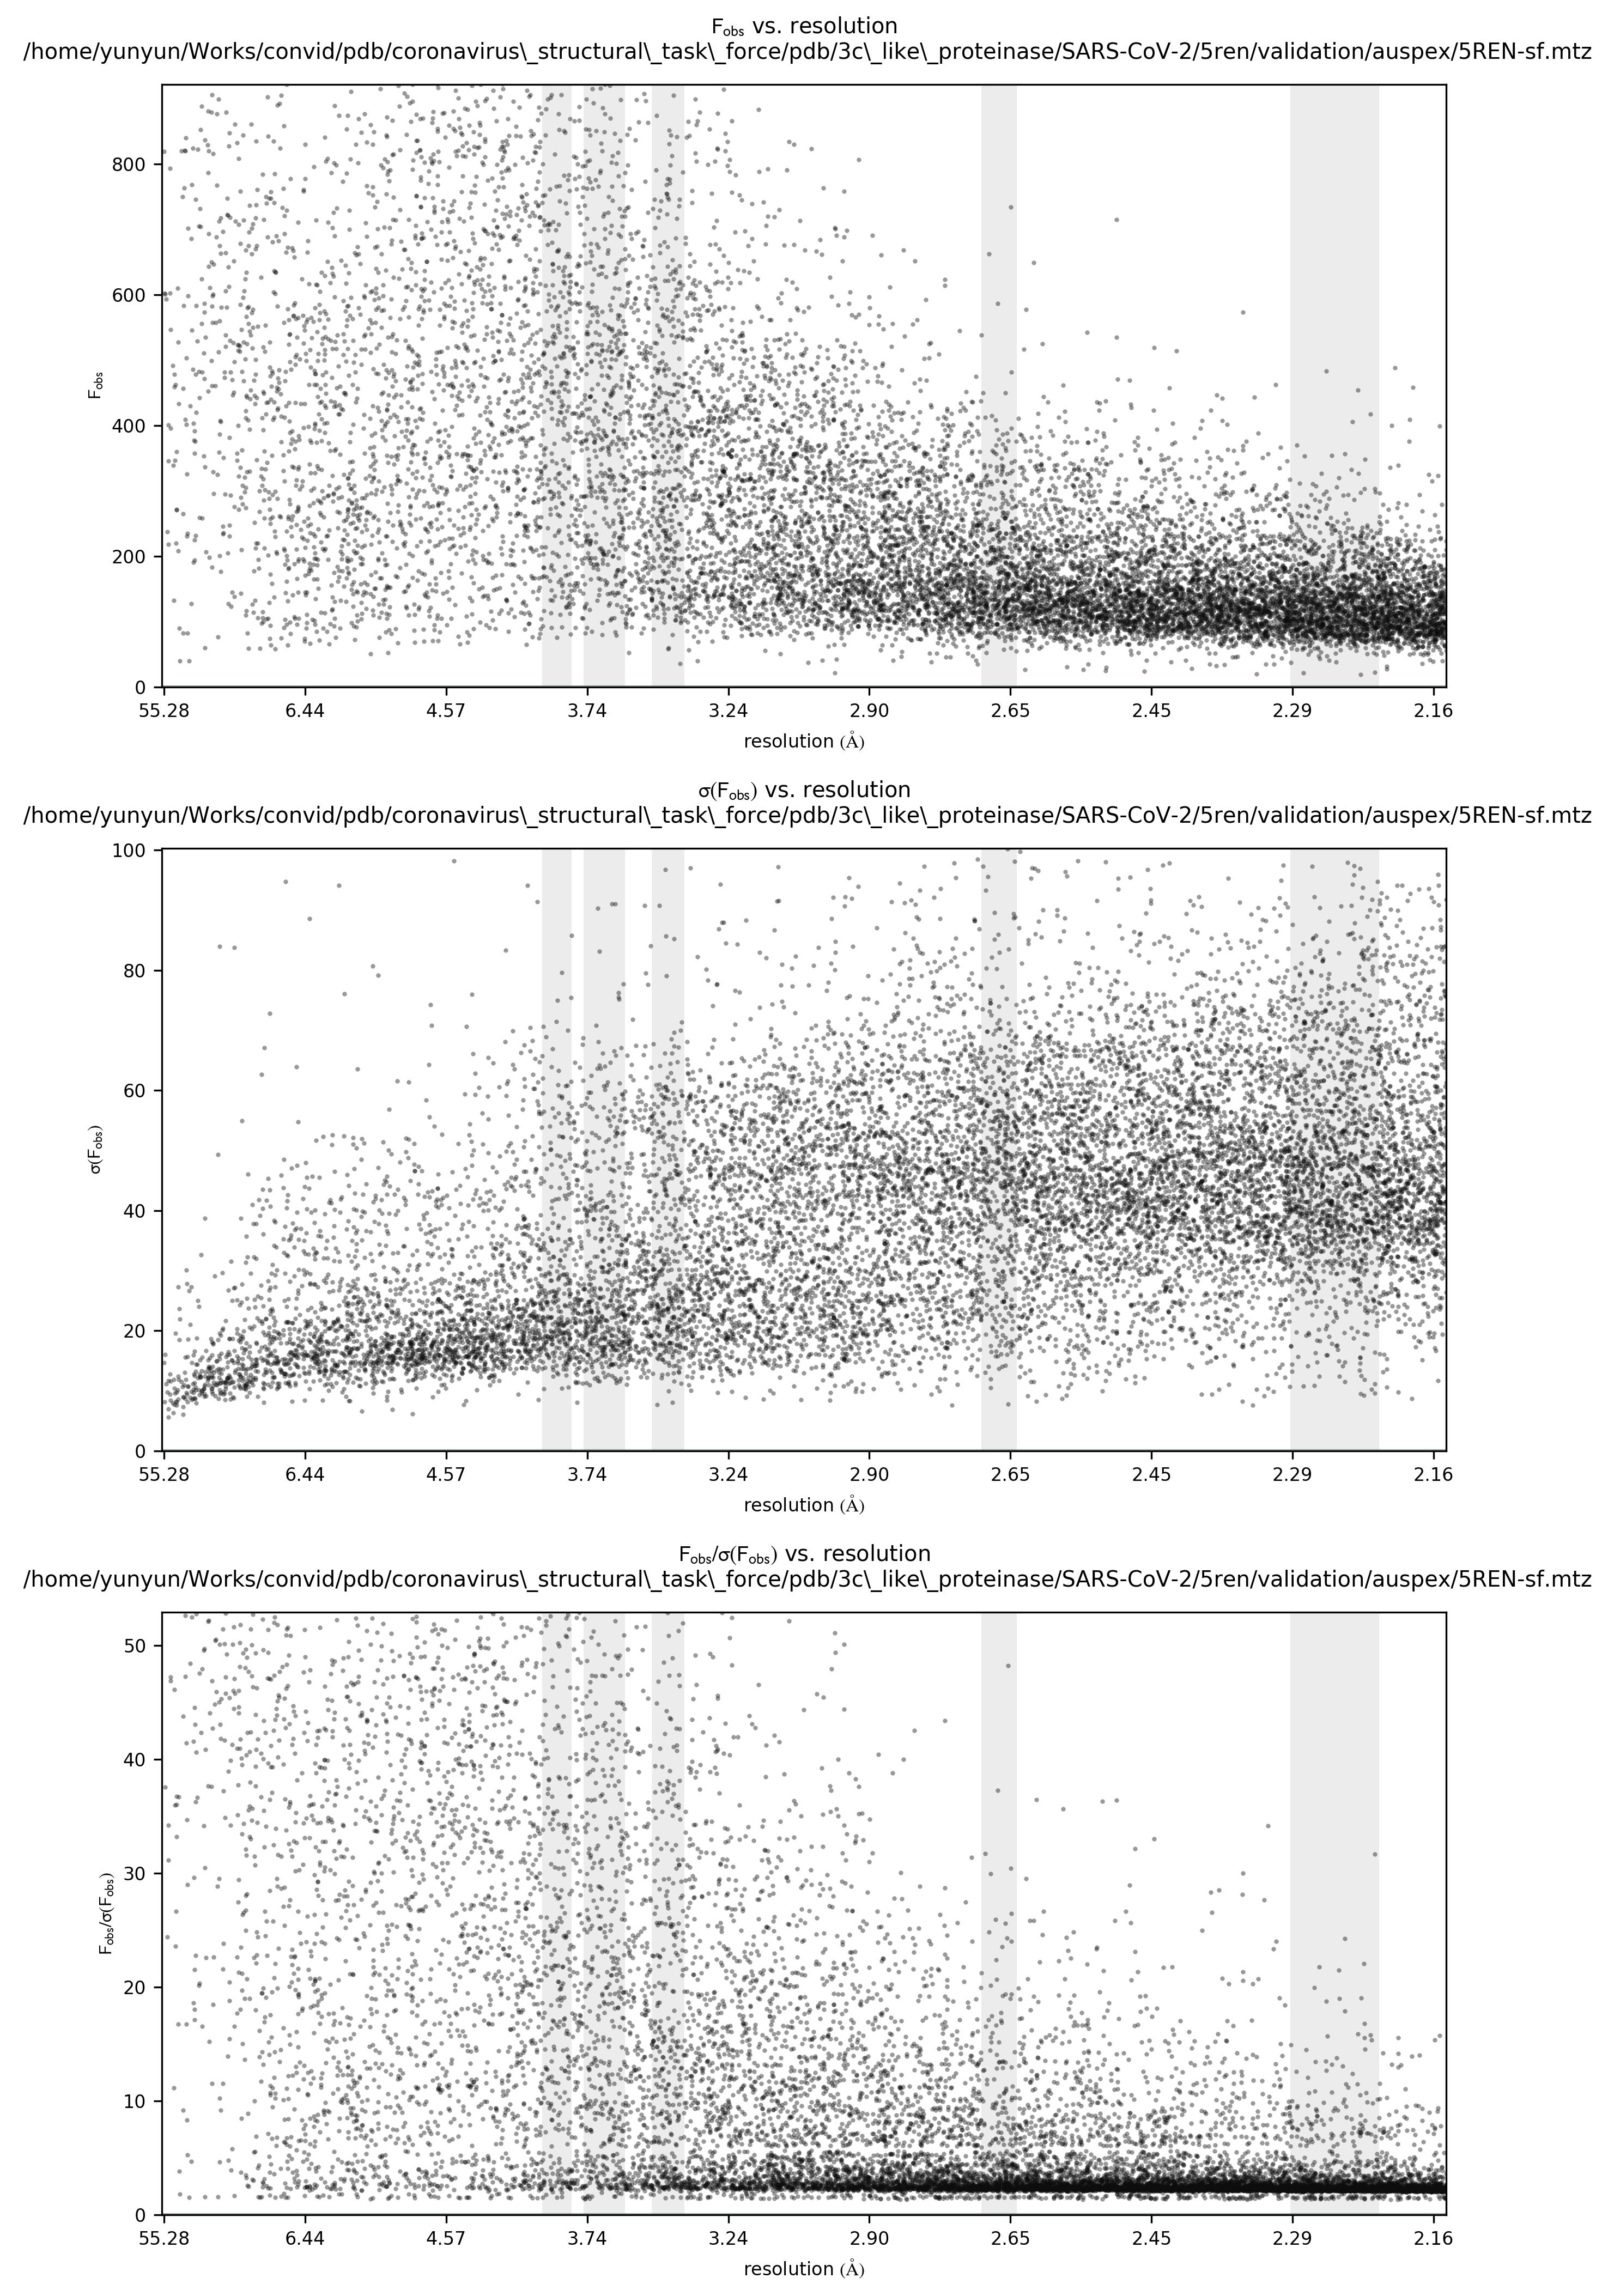 Fobs vs. resolution
/home/yunyun/Works/convid/pdb/coronavirus\_structural\_task\_force/pdb/3c\_like\_proteinase/SARS-CoV-2/5ren/validation/auspex/5REN-sf.mtz
800
600
400
200
0
Fobs
55.28 6.44 4.57 3.74 3.24 2.90 2.65 2.45 2.29 2.16
resolution (Å)
σ(Fobs) vs. resolution
/home/yunyun/Works/convid/pdb/coronavirus\_structural\_task\_force/pdb/3c\_like\_proteinase/SARS-CoV-2/5ren/validation/auspex/5REN-sf.mtz
100
80
60
40
20
0
σ(Fobs)
55.28 6.44 4.57 3.74 3.24 2.90 2.65 2.45 2.29 2.16
resolution (Å)
Fobs/σ(Fobs) vs. resolution
/home/yunyun/Works/convid/pdb/coronavirus\_structural\_task\_force/pdb/3c\_like\_proteinase/SARS-CoV-2/5ren/validation/auspex/5REN-sf.mtz
50
40
30
20
10
0
Fobs/σ(Fobs)
55.28 6.44 4.57 3.74 3.24 2.90 2.65 2.45 2.29 2.16
resolution (Å)